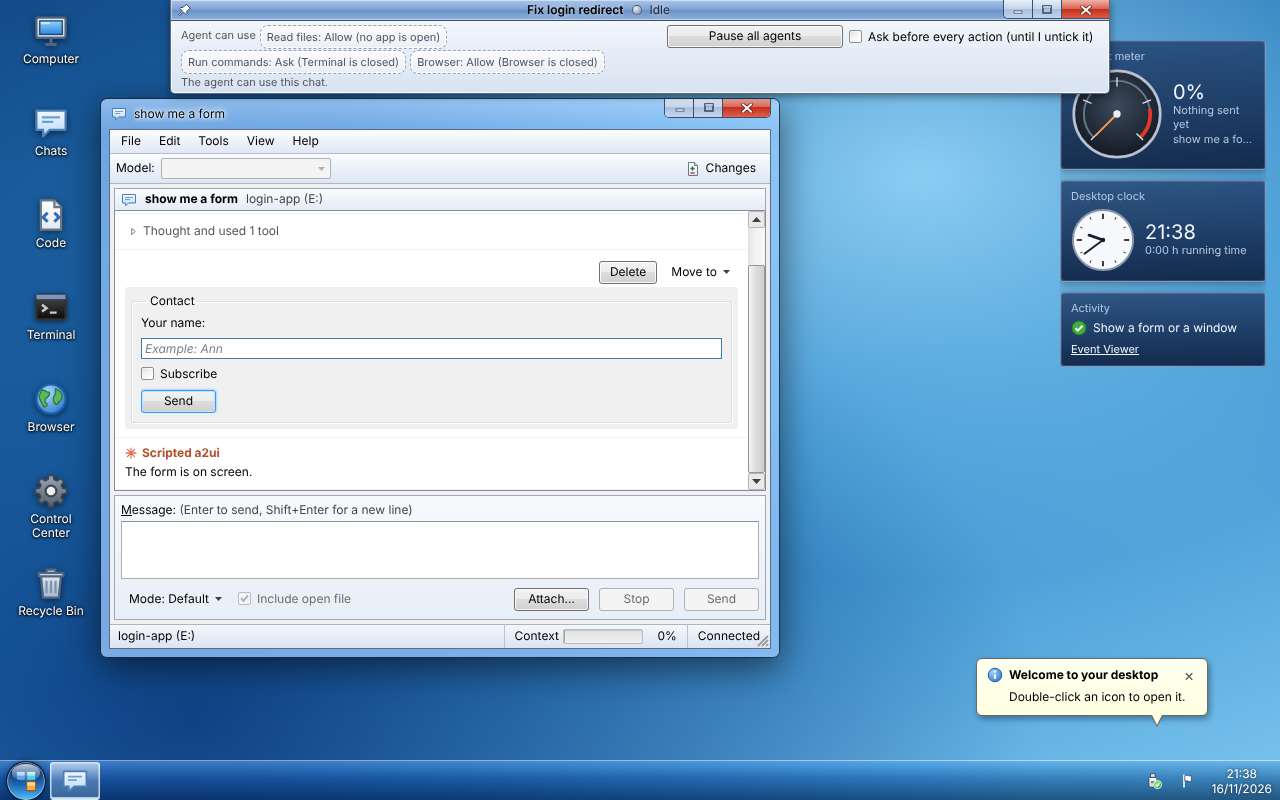 Fix login redirect Idle
Agent can use Read files: Allow (no app is open)
Pause all agents
Ask before every action (until I untick it)
Run commands: Ask (Terminal is closed) Browser: Allow (Browser is closed)
The agent can use this chat.
Computer
Chats
Code
Terminal
Browser
Control
Center
Recycle Bin
show me a form
File Edit Tools View Help
Model:
Changes
show me a form login-app (E:)
Thought and used 1 tool
Delete Move to
Contact
Your name:
Example: Ann
Subscribe
Send
Scripted a2ui
The form is on screen.
Message: (Enter to send, Shift+Enter for a new line)
Mode: Default Include open file Attach... Stop Send
login-app (E:) Context 0% Connected
meter
0%
Nothing sent
yet
show me a fo...
Desktop clock
21:38
0:00 h running time
Activity
Show a form or a window
Event Viewer
Welcome to your desktop
Double-click an icon to open it.
21:38
16/11/2026